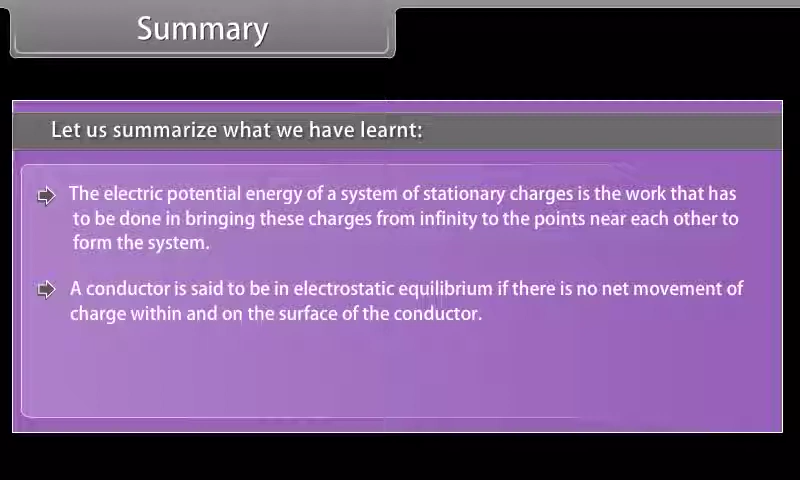 Summary
Let us summarize what we have learnt:
The electric potential energy of a system of stationary charges is the work that has
to be done in bringing these charges from infinity to the points near each other to
form the system.
A conductor is said to be in electrostatic equilibrium if there is no net movement of
charge within and on the surface of the conductor.